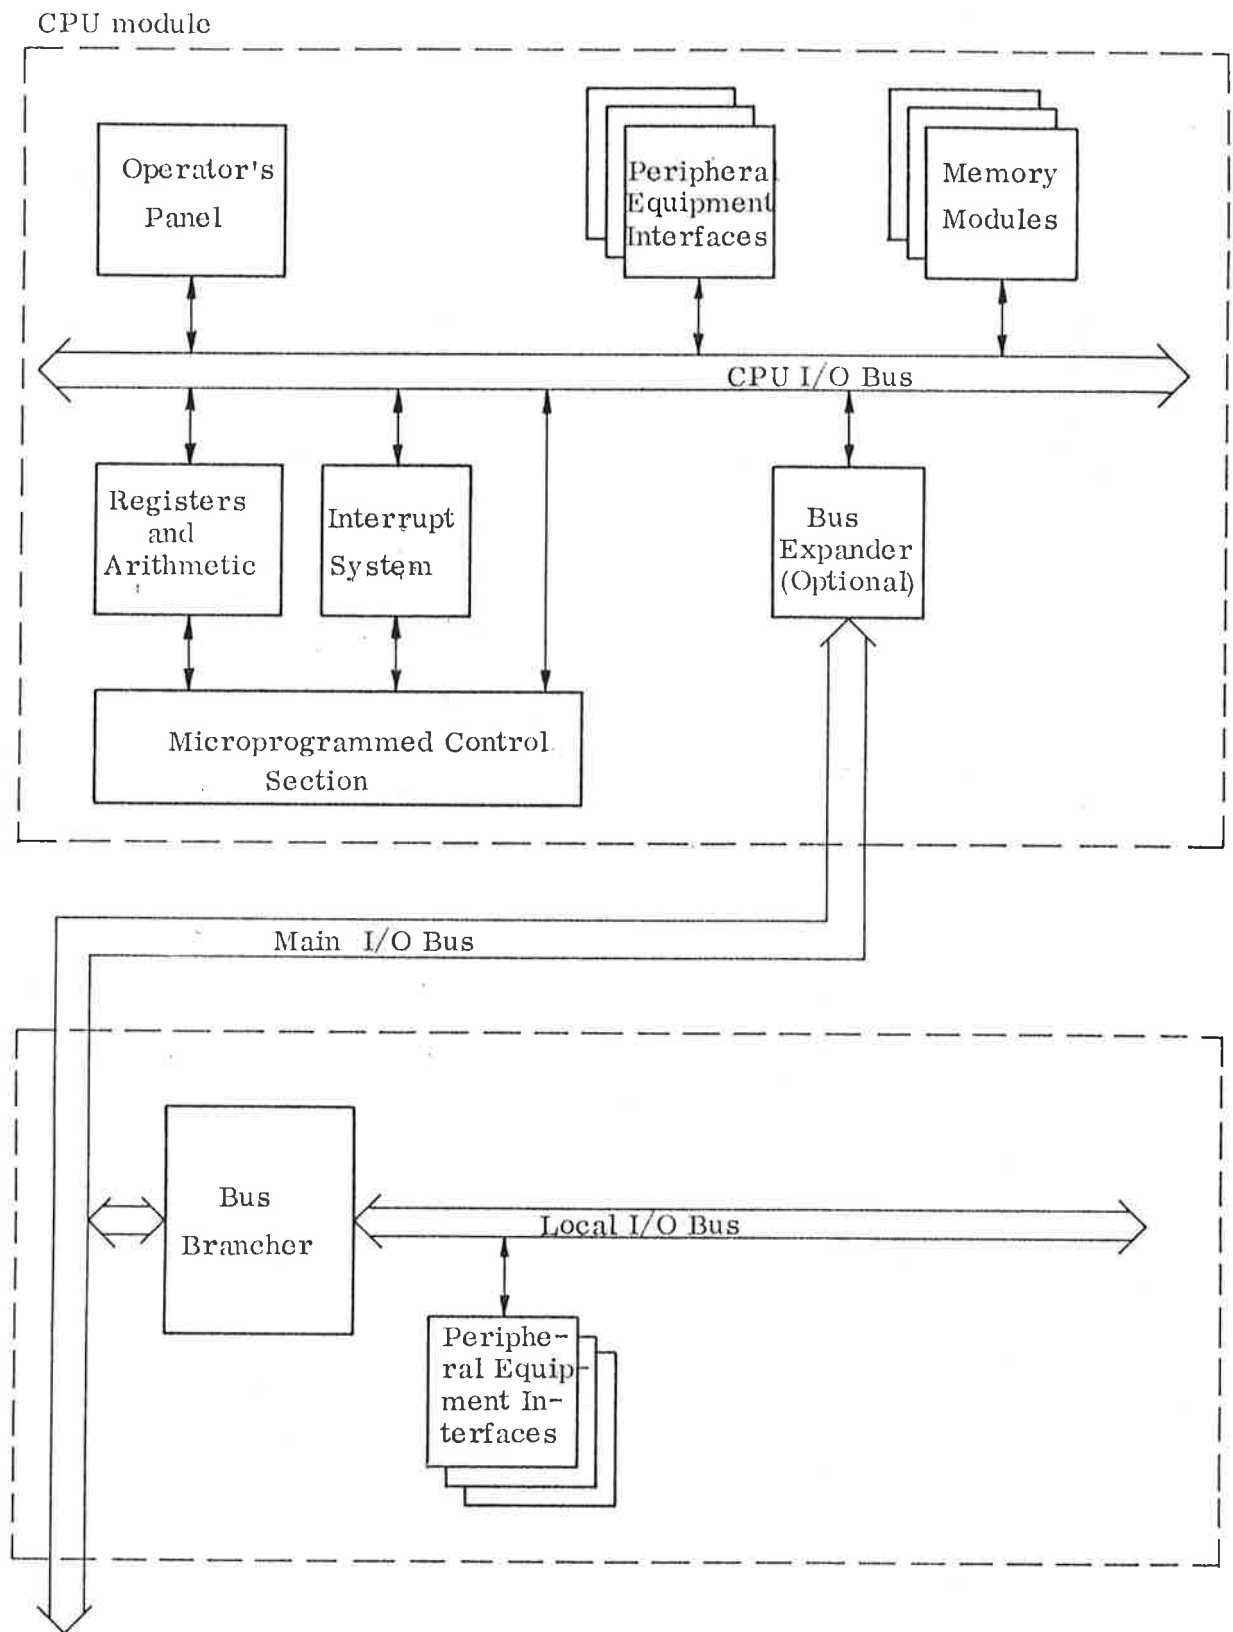 CPU module
Operator's
Panel
Peripheral
Equipment
Interfaces
Memory
Modules
CPU I/O Bus
Registers
and
Arithmetic
Interrupt
System
Bus
Expander
(Optional)
Microprogrammed Control
Section
Main I/O Bus
Bus
Brancher
Local I/O Bus
Periphe-
ral Equip-
ment In-
terfaces